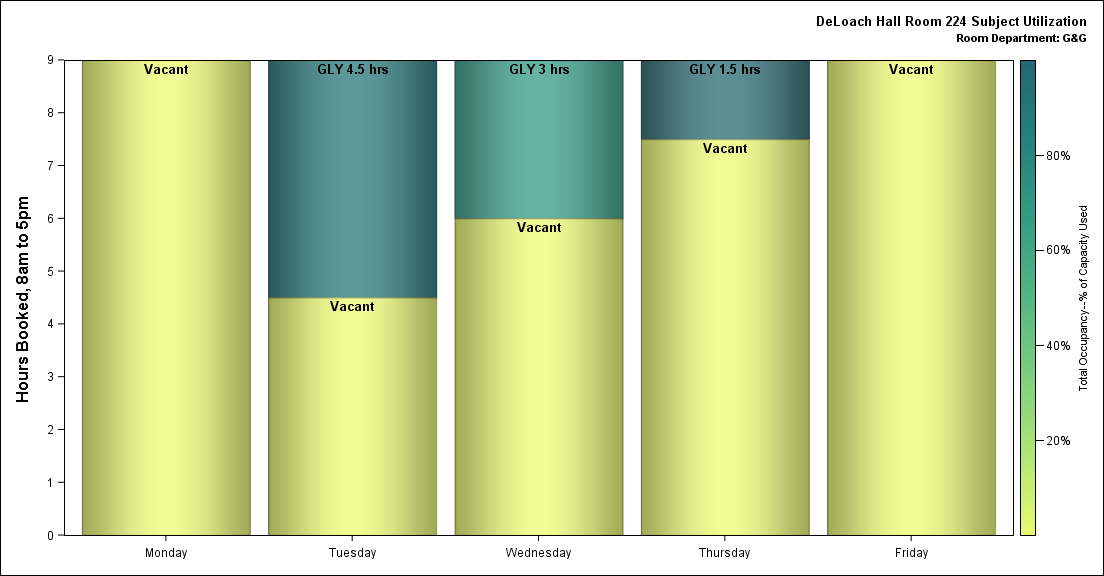 DeLoach Hall Room 224 Subject Utilization
Room Department: G&G
Hours Booked, 8am to 5pm
9
8
7
6
5
4
3
2
1
0
Vacant
GLY 4.5 hrs
GLY 3 hrs
GLY 1.5 hrs
Vacant
Vacant
Vacant
Vacant
Monday
Tuesday
Wednesday
Thursday
Friday
80%
60%
40%
20%
Total Occupancy--% of Capacity Used